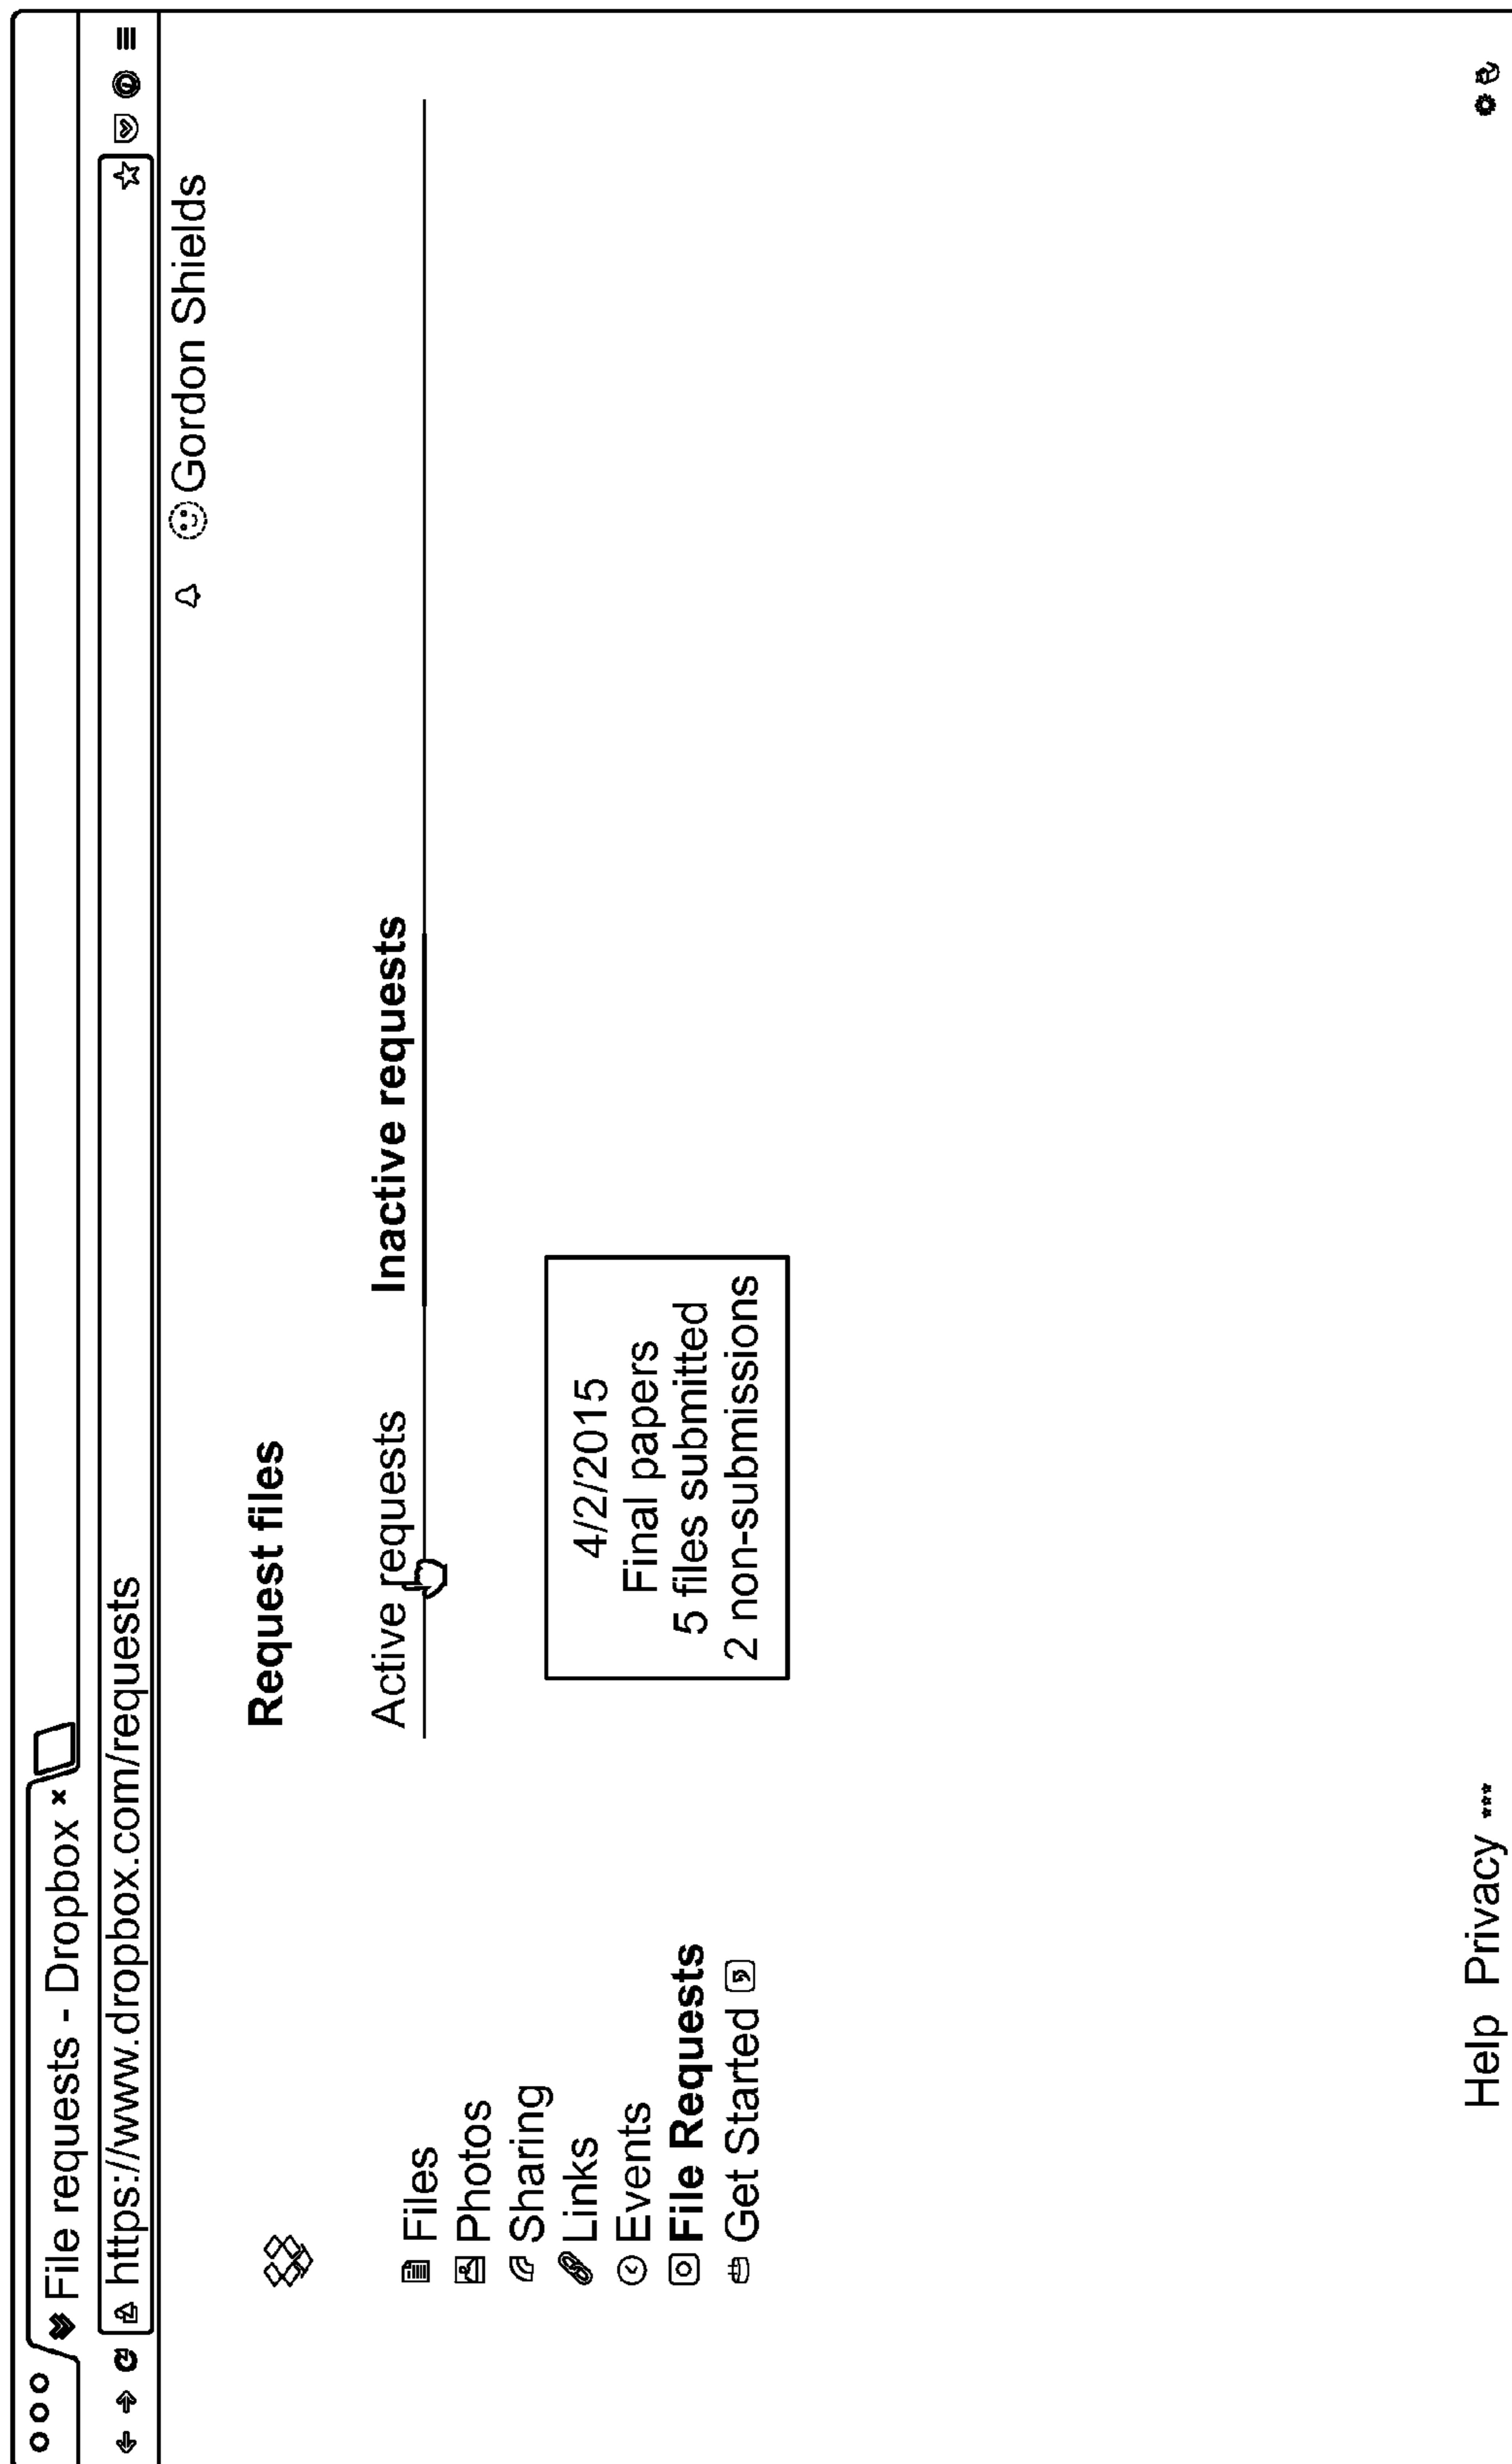 File requests - Dropbox ×
https://www.dropbox.com/requests
Gordon Shields
Request files
Active requests
Inactive requests
Files
Photos
Sharing
Links
Events
File Requests
Get Started
4/2/2015
Final papers
5 files submitted
2 non-submissions
Help Privacy